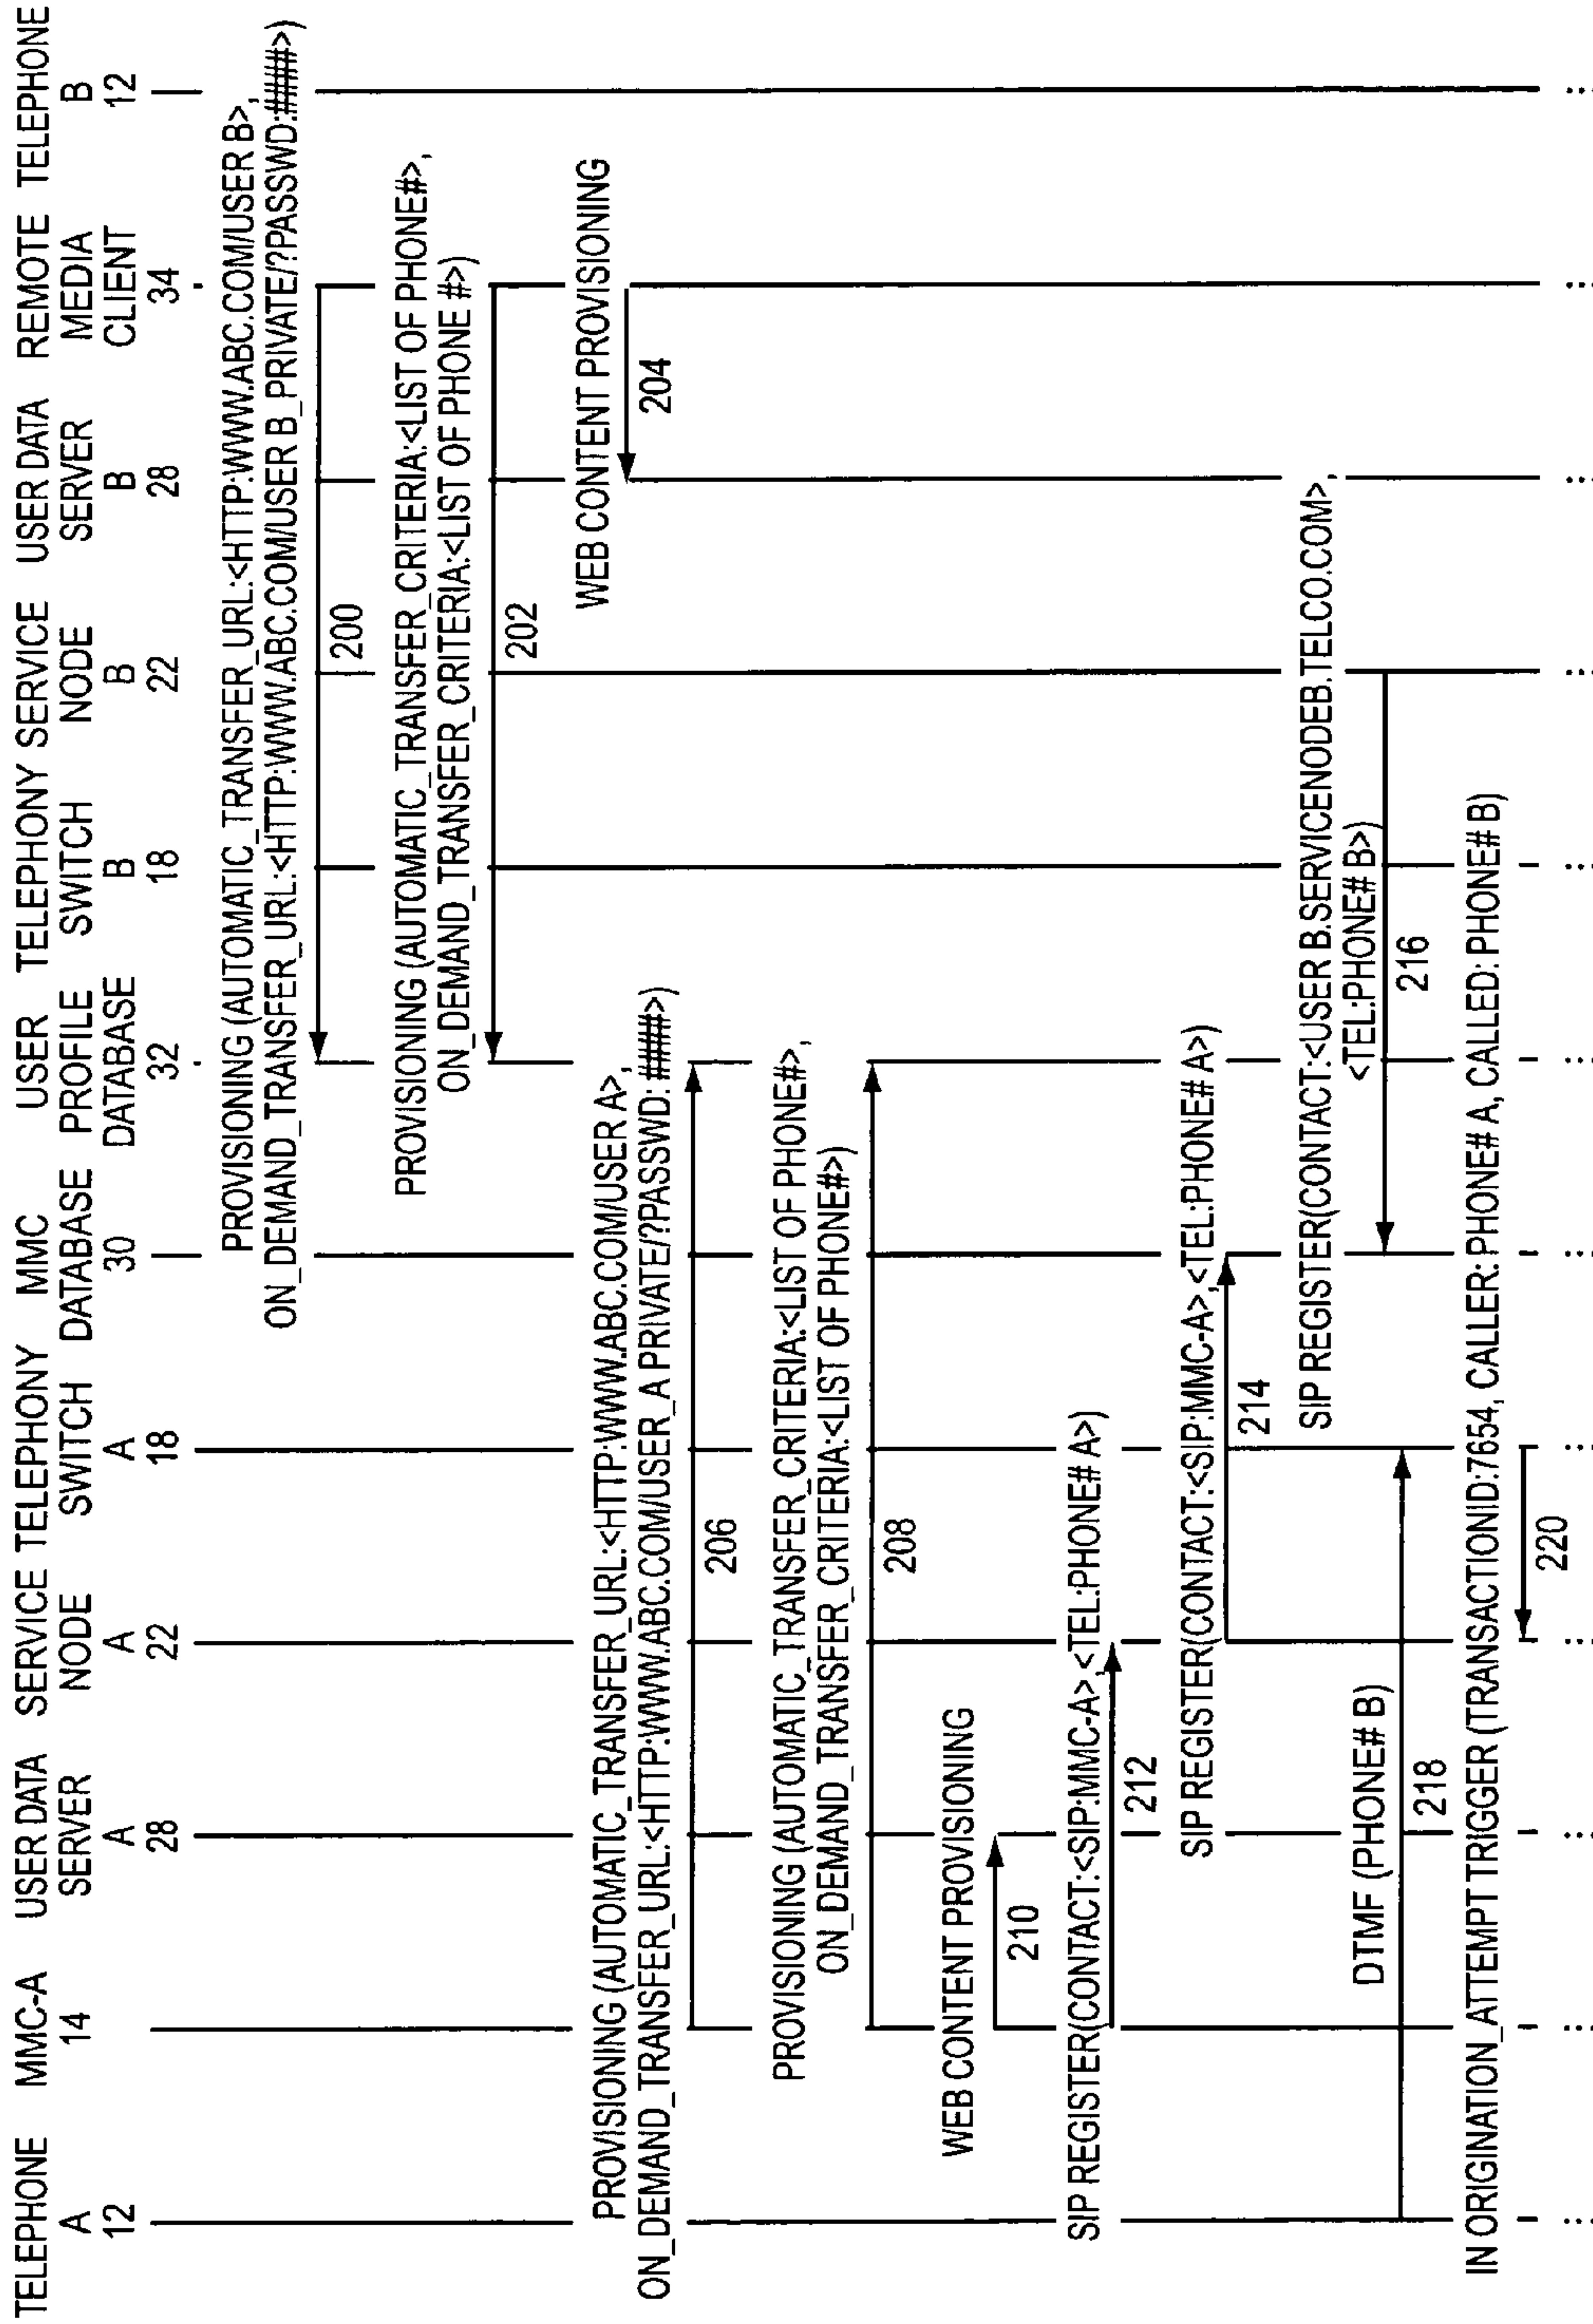 TELEPHONE
A
12
MMC-A
14
USER DATA
SERVER
A
28
SERVICE
NODE
A
22
TELEPHONY
SWITCH
A
18
MMC
DATABASE
30
USER
PROFILE
DATABASE
32
TELEPHONY
SWITCH
B
18
SERVICE
NODE
B
22
USER DATA
SERVER
B
28
REMOTE
MEDIA
CLIENT
34
TELEPHONE
B
12
PROVISIONING (AUTOMATIC_TRANSFER_URL:<HTTP:WWW.ABC.COM/USER B>,
ON_DEMAND_TRANSFER_URL:<HTTP:WWW.ABC.COM/USER B_PRIVATE/?PASSWD:####>)
200
PROVISIONING (AUTOMATIC_TRANSFER_CRITERIA:<LIST OF PHONE#>,
ON_DEMAND_TRANSFER_CRITERIA:<LIST OF PHONE #>)
202
WEB CONTENT PROVISIONING
204
PROVISIONING (AUTOMATIC_TRANSFER_URL:<HTTP:WWW.ABC.COM/USER A>,
ON_DEMAND_TRANSFER_URL:<HTTP:WWW.ABC.COM/USER_A PRIVATE/?PASSWD: ####>)
206
PROVISIONING (AUTOMATIC_TRANSFER_CRITERIA:<LIST OF PHONE#>,
ON_DEMAND_TRANSFER_CRITERIA:<LIST OF PHONE#>)
208
WEB CONTENT PROVISIONING
210
SIP REGISTER(CONTACT:<SIP:MMC-A>,<TEL:PHONE# A>)
212
SIP REGISTER(CONTACT:<SIP:MMC-A>,<TEL:PHONE# A>)
214
SIP REGISTER(CONTACT:<USER B.SERVICENODEB.TELCO.COM>,
<TEL:PHONE# B>)
216
DTMF (PHONE# B)
218
IN ORIGINATION_ATTEMPT TRIGGER (TRANSACTIONID:7654, CALLER: PHONE# A, CALLED: PHONE# B)
220